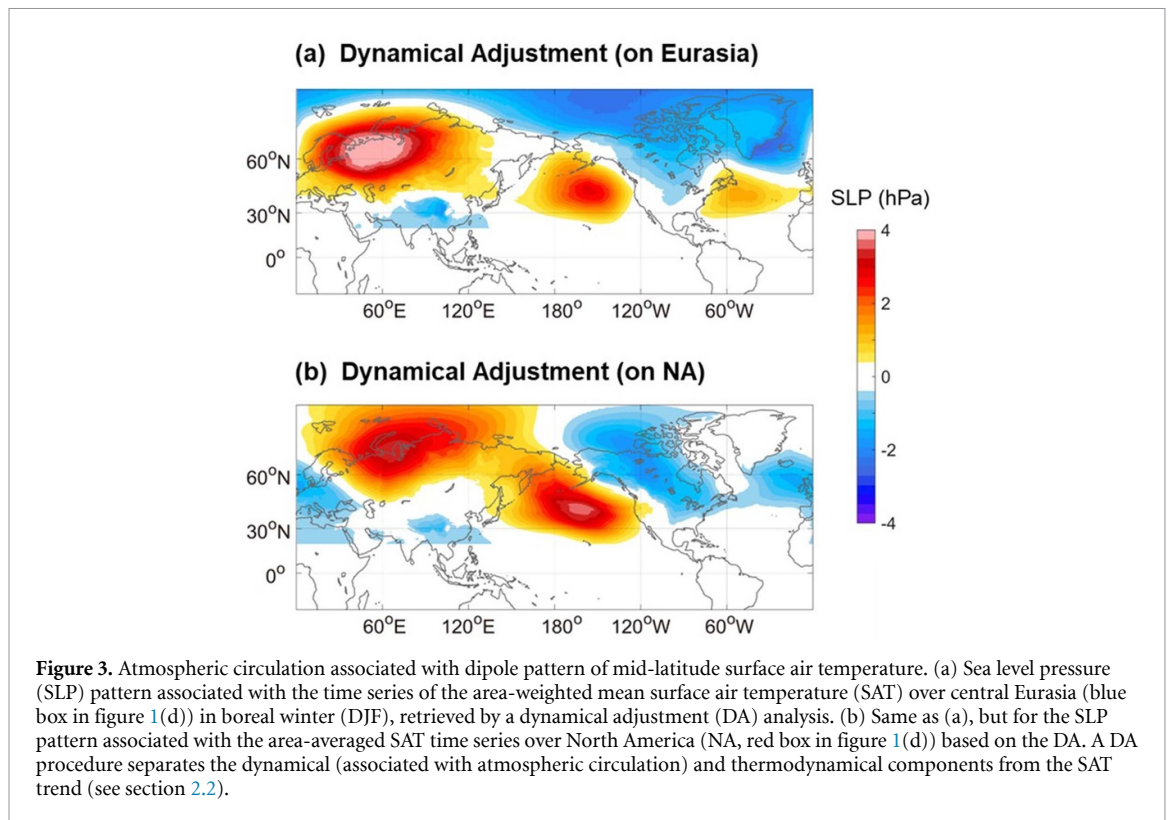 (a) Dynamical Adjustment (on Eurasia)
60°N
30°N
0°
60°E 120°E 180° 120°W 60°W
SLP (hPa)
4
2
0
-2
-4
(b) Dynamical Adjustment (on NA)
60°N
30°N
0°
60°E 120°E 180° 120°W 60°W
Figure 3. Atmospheric circulation associated with dipole pattern of mid-latitude surface air temperature. (a) Sea level pressure
(SLP) pattern associated with the time series of the area-weighted mean surface air temperature (SAT) over central Eurasia (blue
box in figure 1(d)) in boreal winter (DJF), retrieved by a dynamical adjustment (DA) analysis. (b) Same as (a), but for the SLP
pattern associated with the area-averaged SAT time series over North America (NA, red box in figure 1(d)) based on the DA. A DA
procedure separates the dynamical (associated with atmospheric circulation) and thermodynamical components from the SAT
trend (see section 2.2).